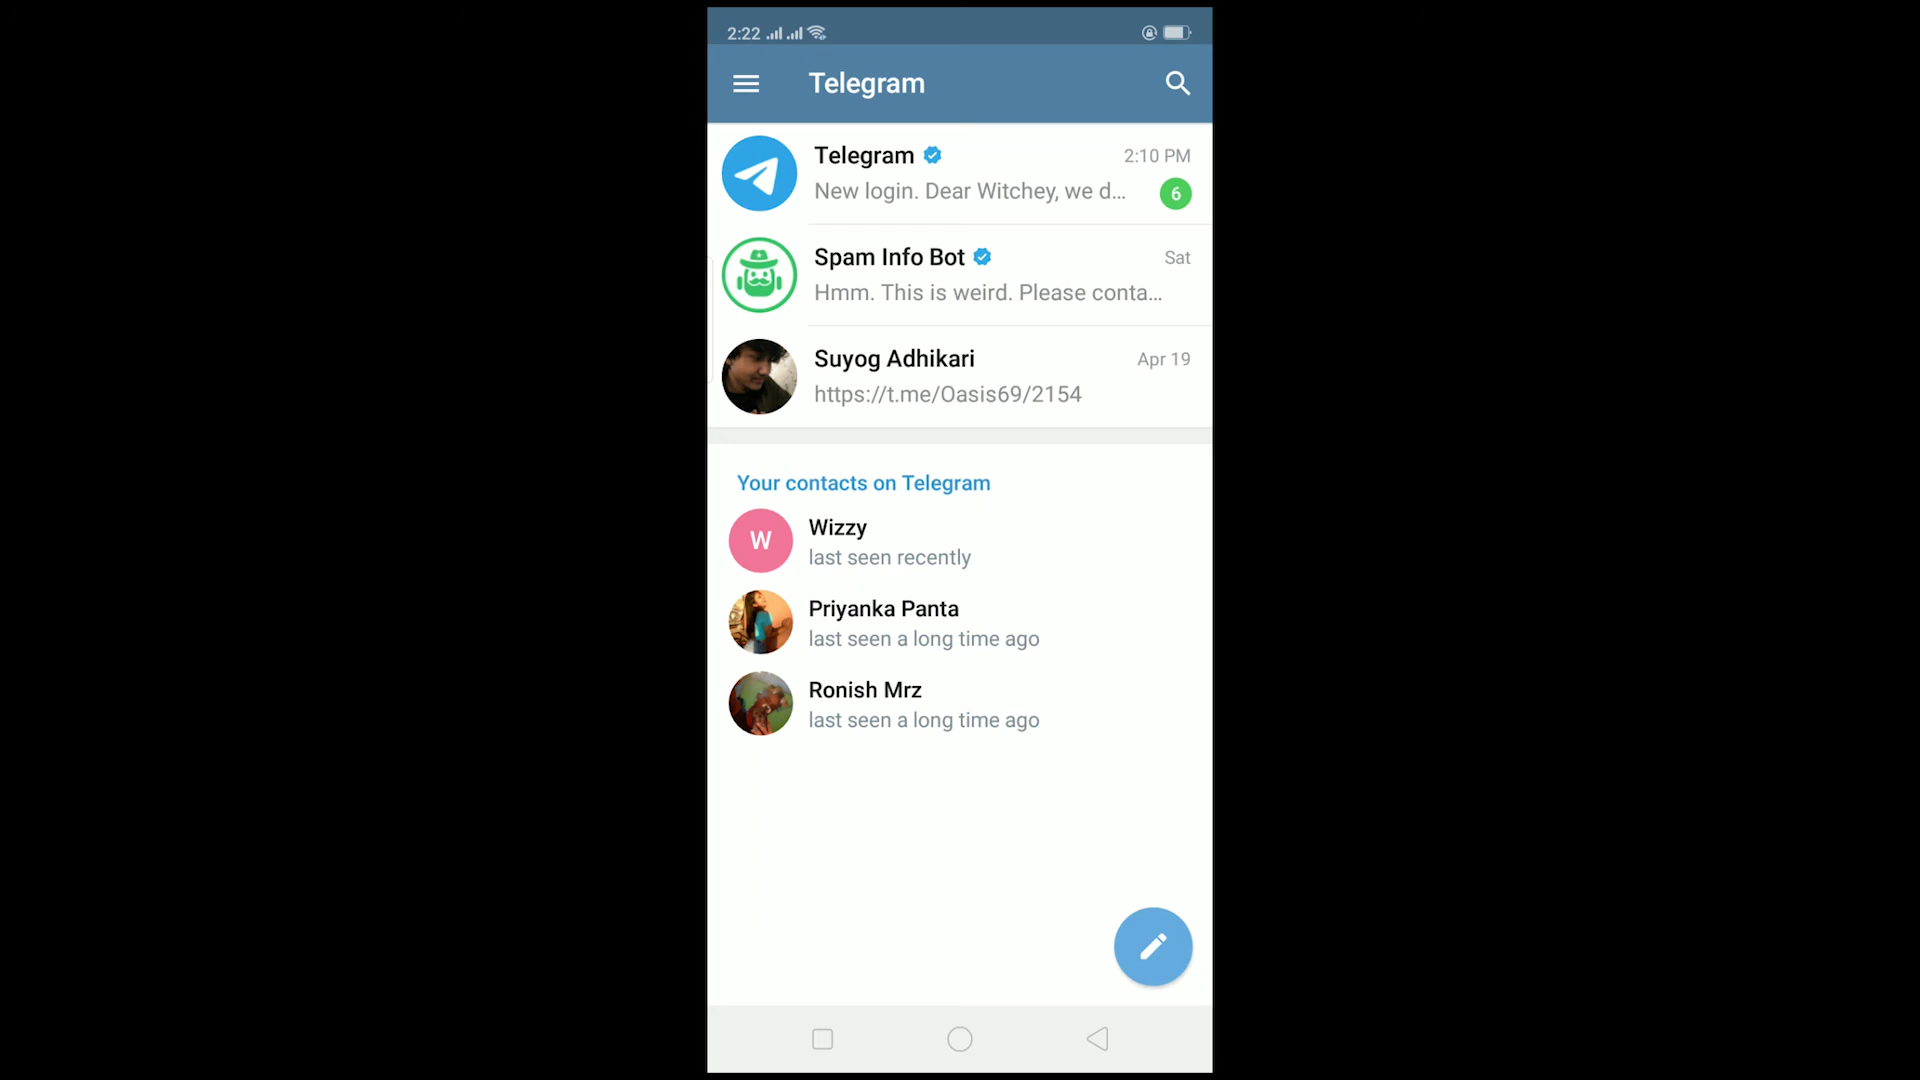 2:22
Telegram
Telegram
2:10 PM
New login. Dear Witchey, we d...
6
Spam Info Bot
Sat
Hmm. This is weird. Please conta...
Suyog Adhikari
Apr 19
https://t.me/Oasis69/2154
Your contacts on Telegram
W
Wizzy
last seen recently
Priyanka Panta
last seen a long time ago
Ronish Mrz
last seen a long time ago